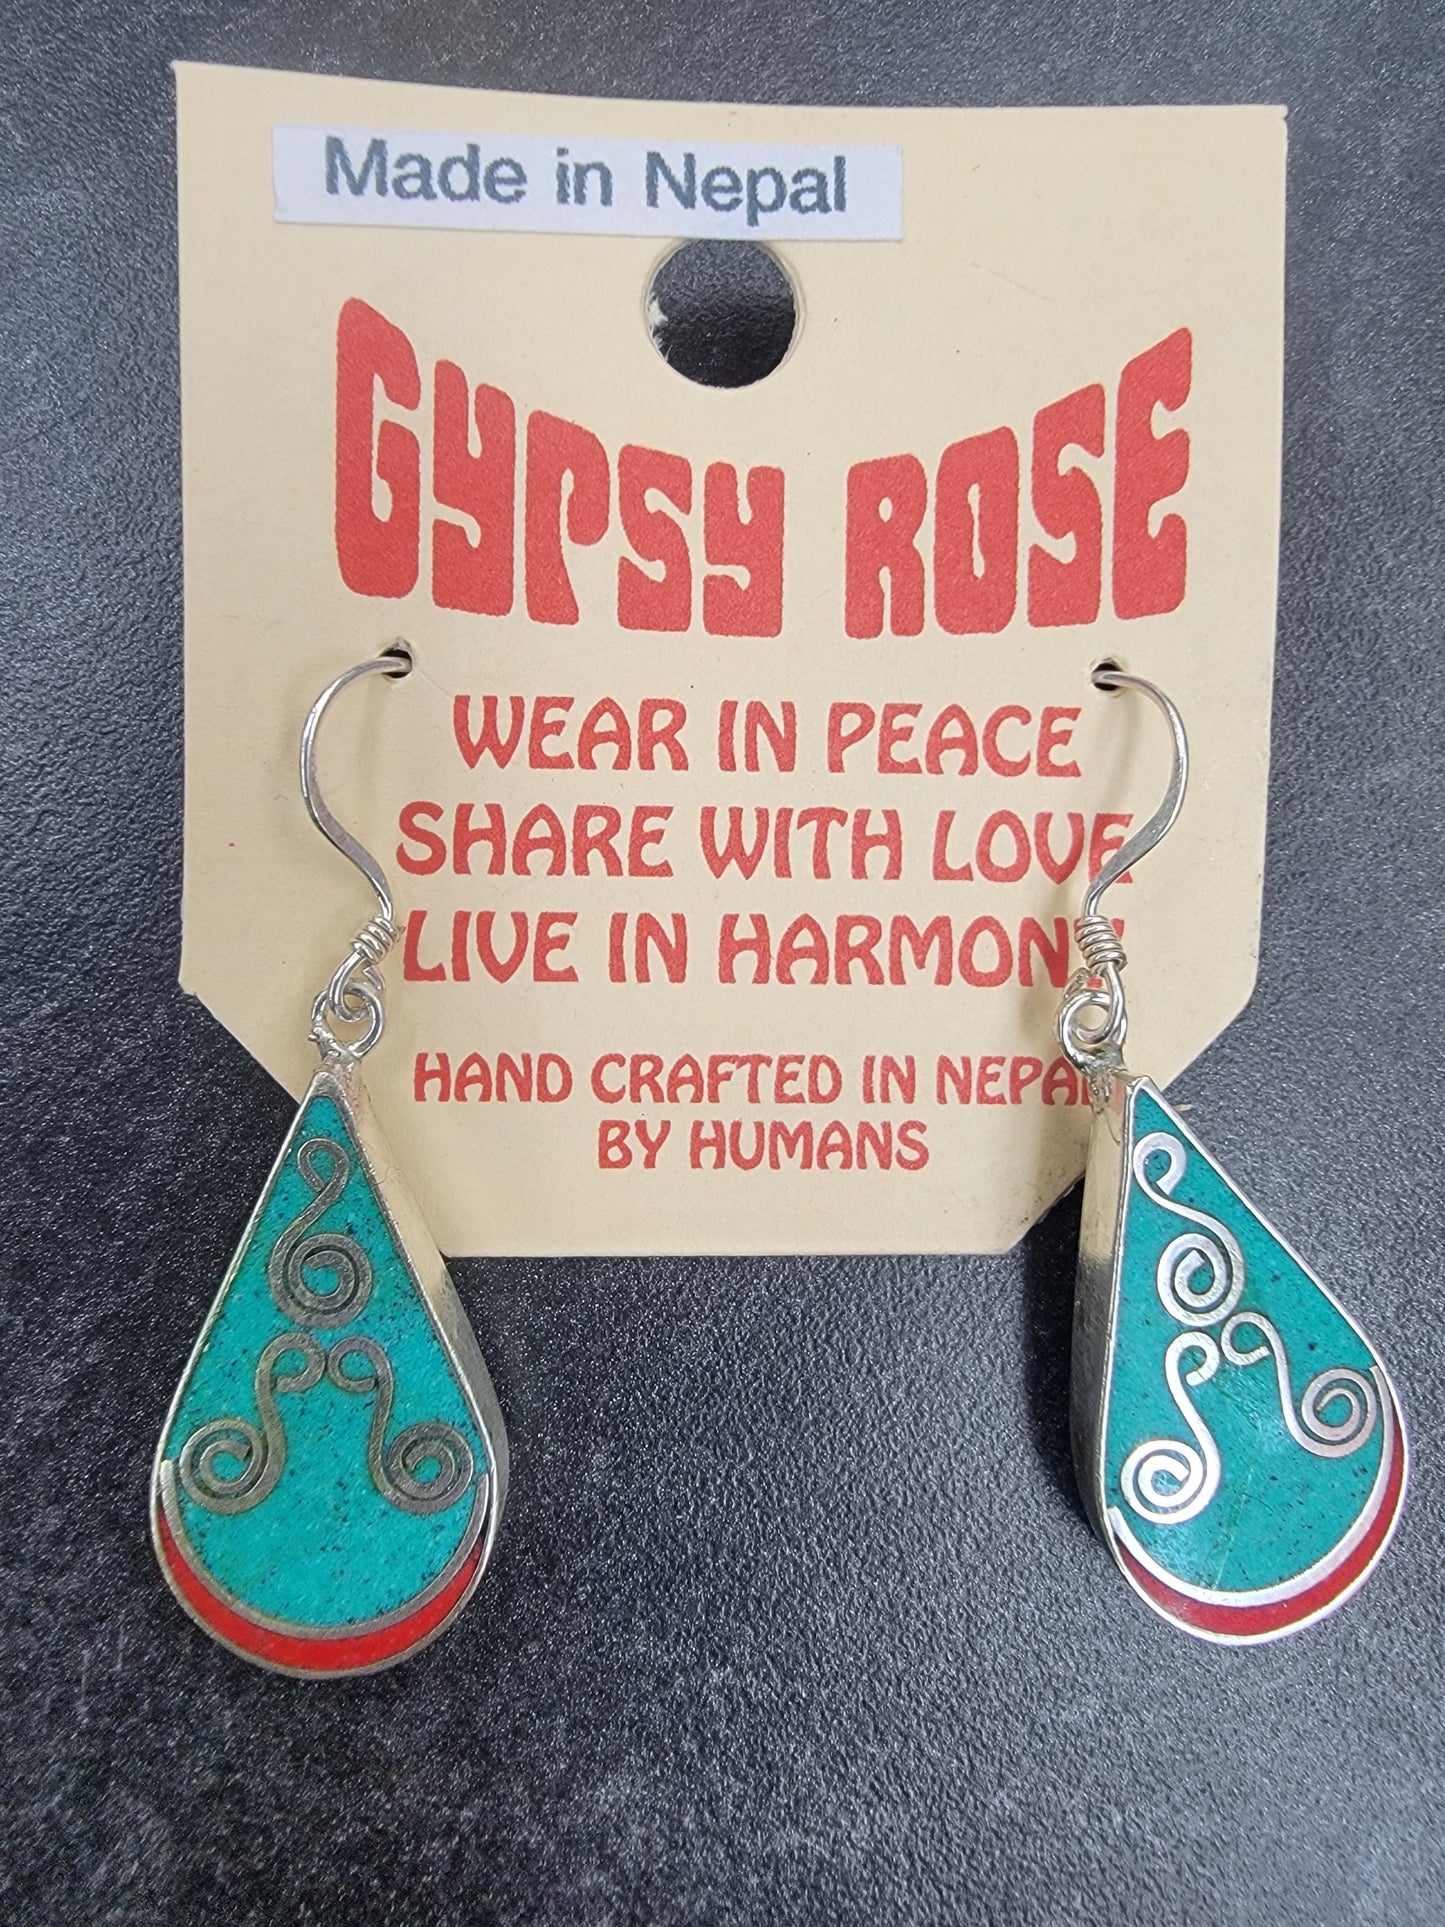 Made in Nepal
GYPSY ROSE
WEAR IN PEACE
SHARE WITH LOVE
LIVE IN HARMONY
HAND CRAFTED IN NEPAL
BY HUMANS